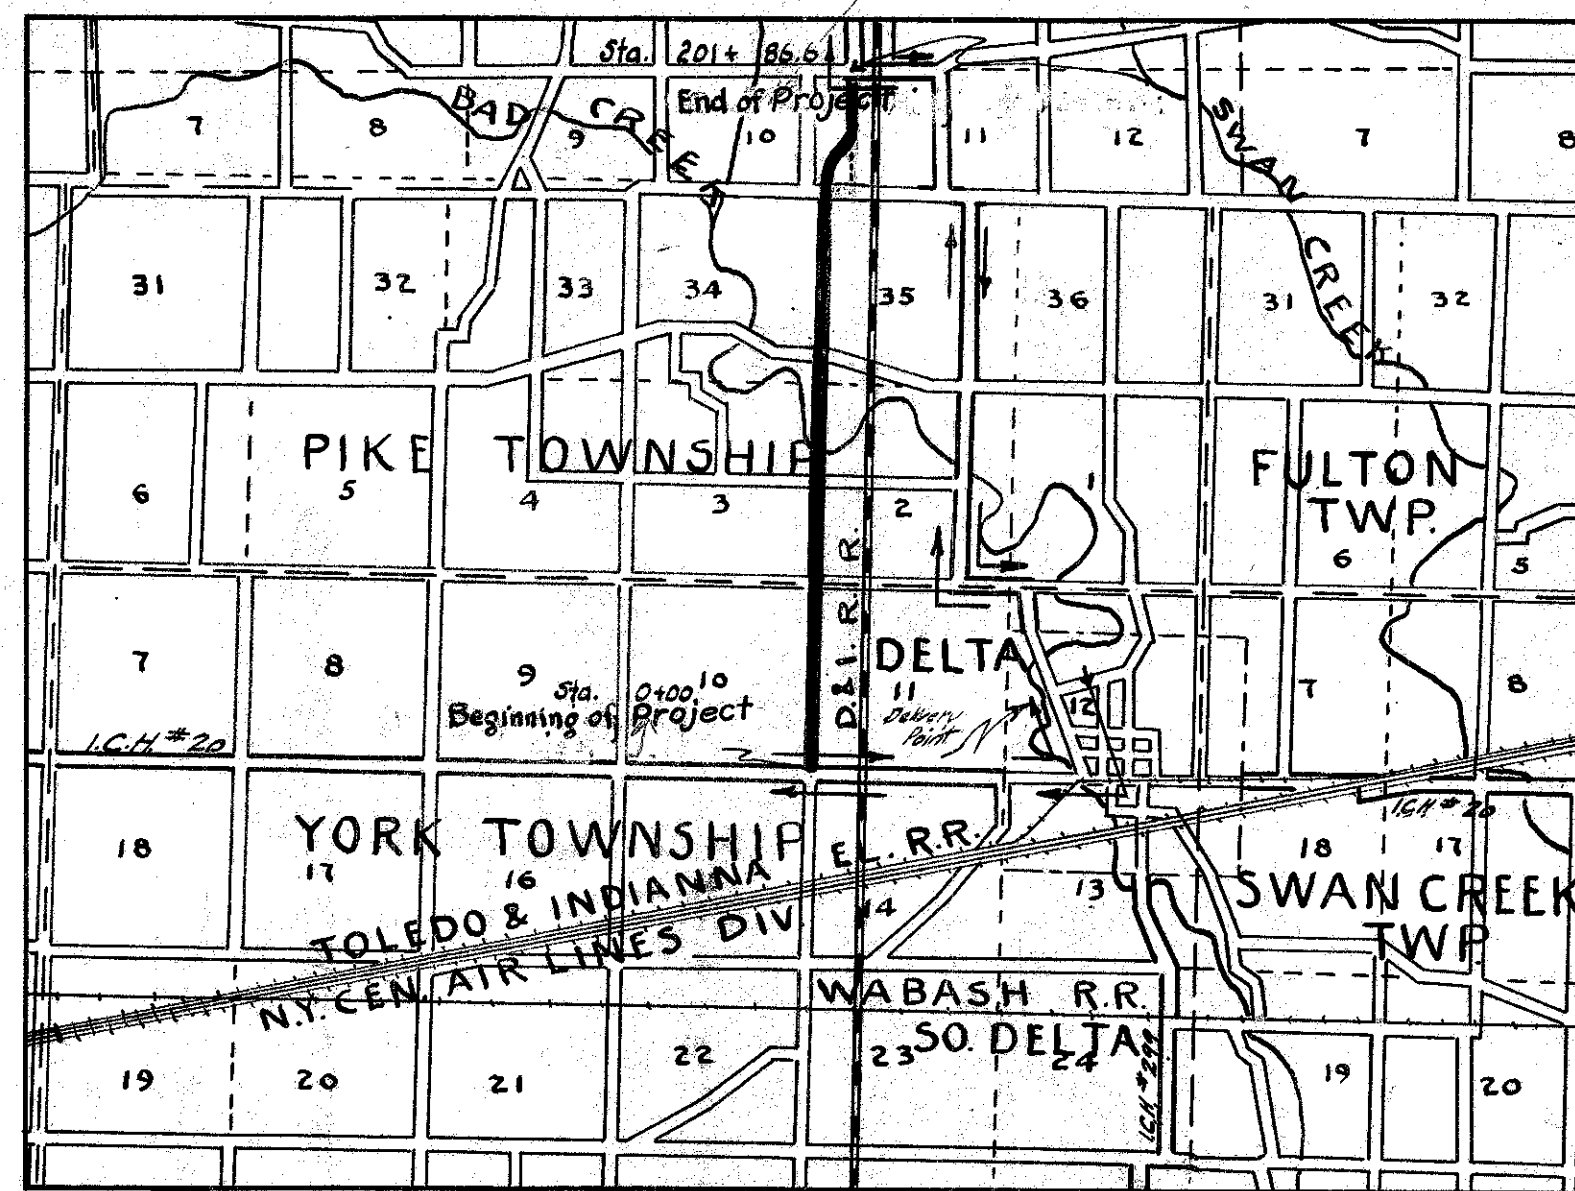 Sta. 201+86.6
End of Project
BAD CREEK
SWAN CREEK
7 8 9 10 11 12 7 8
31 32 33 34 35 36 31 32
PIKE TOWNSHIP
FULTON
TWP.
6 5 4 3 2 1 6 5
D. & I. R. R.
DELTA
7 8 9 10 11 12 7 8
Sta. 0+00
Beginning of Project
Delivery
Point
I.C.H. #20
I.C.H. #20
YORK TOWNSHIP
EL. R.R.
18 17 16 14 13 18 17
TOLEDO & INDIANNA
N.Y. CEN. AIR LINES DIV.
SWAN CREEK
TWP.
WABASH R.R.
SO. DELTA
I.C.H. #299
19 20 21 22 23 24 19 20